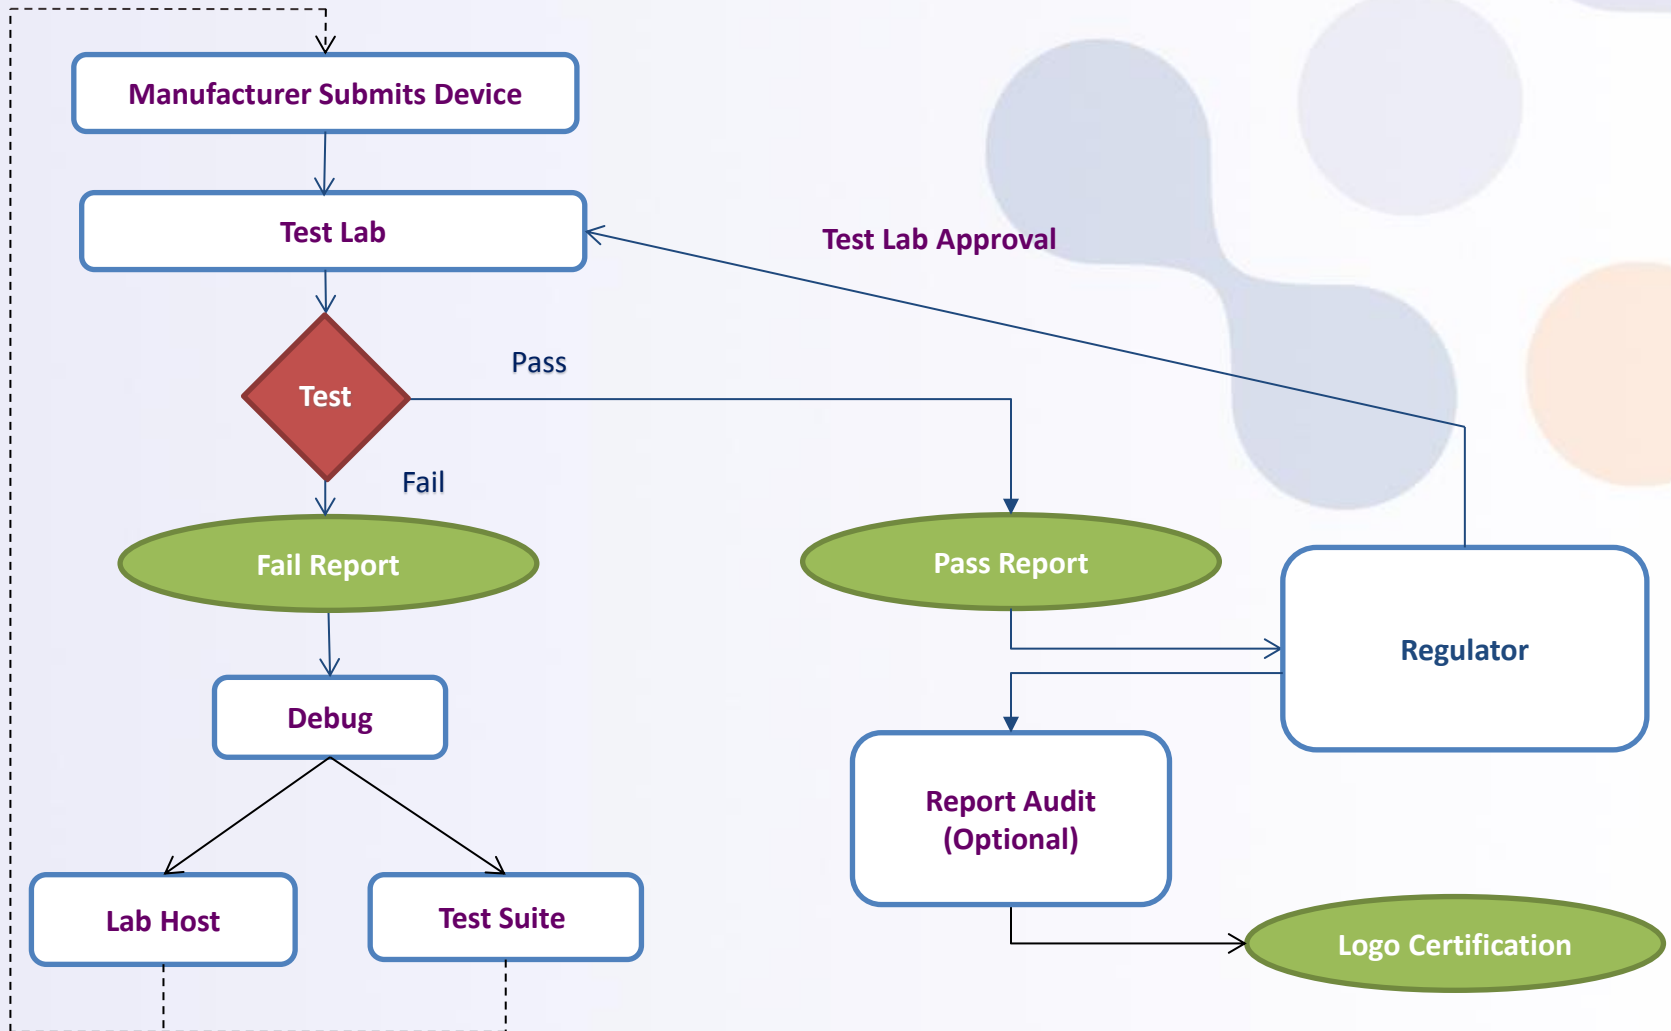 Manufacturer Submits Device
Test Lab
Test Lab Approval
Pass
Test
Fail
Fail Report
Pass Report
Regulator
Debug
Report Audit
(Optional)
Lab Host
Test Suite
Logo Certification